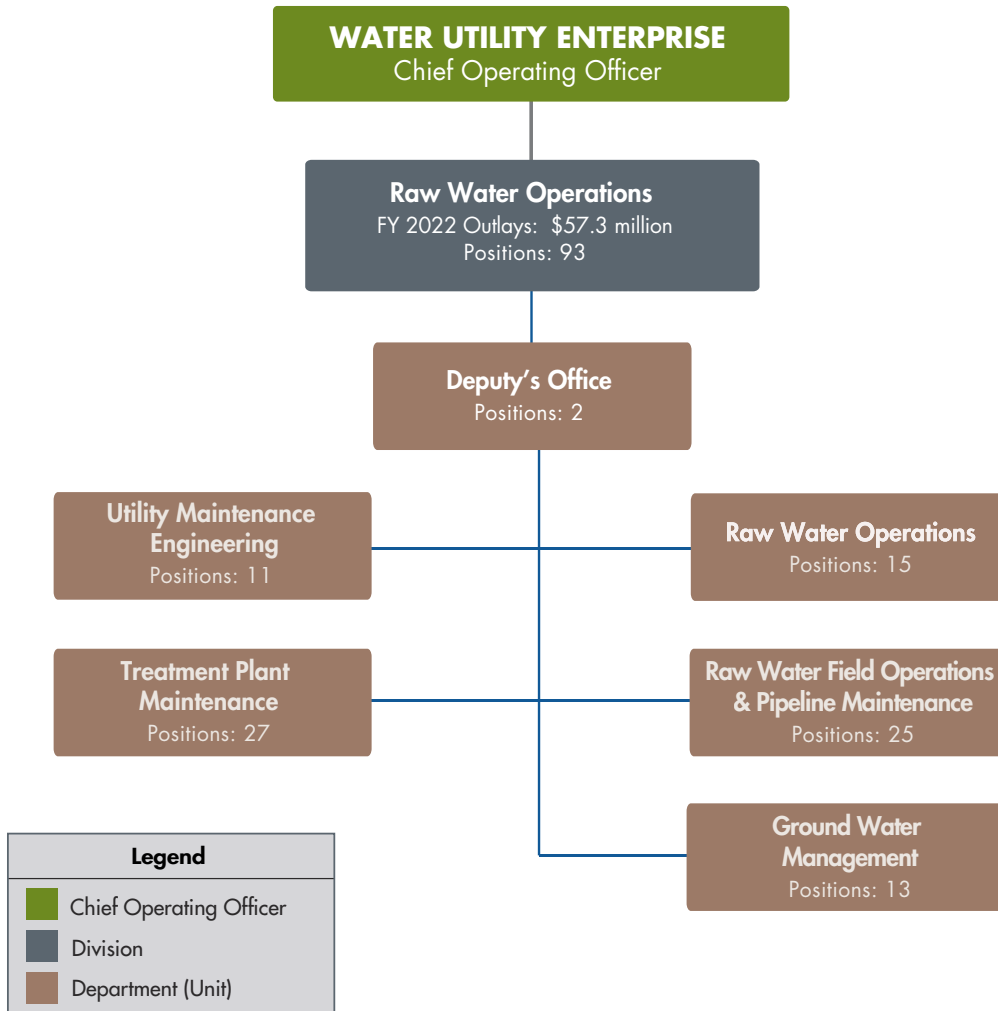 WATER UTILITY ENTERPRISE
Chief Operating Officer
Raw Water Operations
FY 2022 Outlays: $57.3 million
Positions: 93
Deputy’s Office
Positions: 2
Utility Maintenance
Engineering
Positions: 11
Raw Water Operations
Positions: 15
Treatment Plant
Maintenance
Positions: 27
Raw Water Field Operations
& Pipeline Maintenance
Positions: 25
Ground Water
Management
Positions: 13
Legend
Chief Operating Officer
Division
Department (Unit)